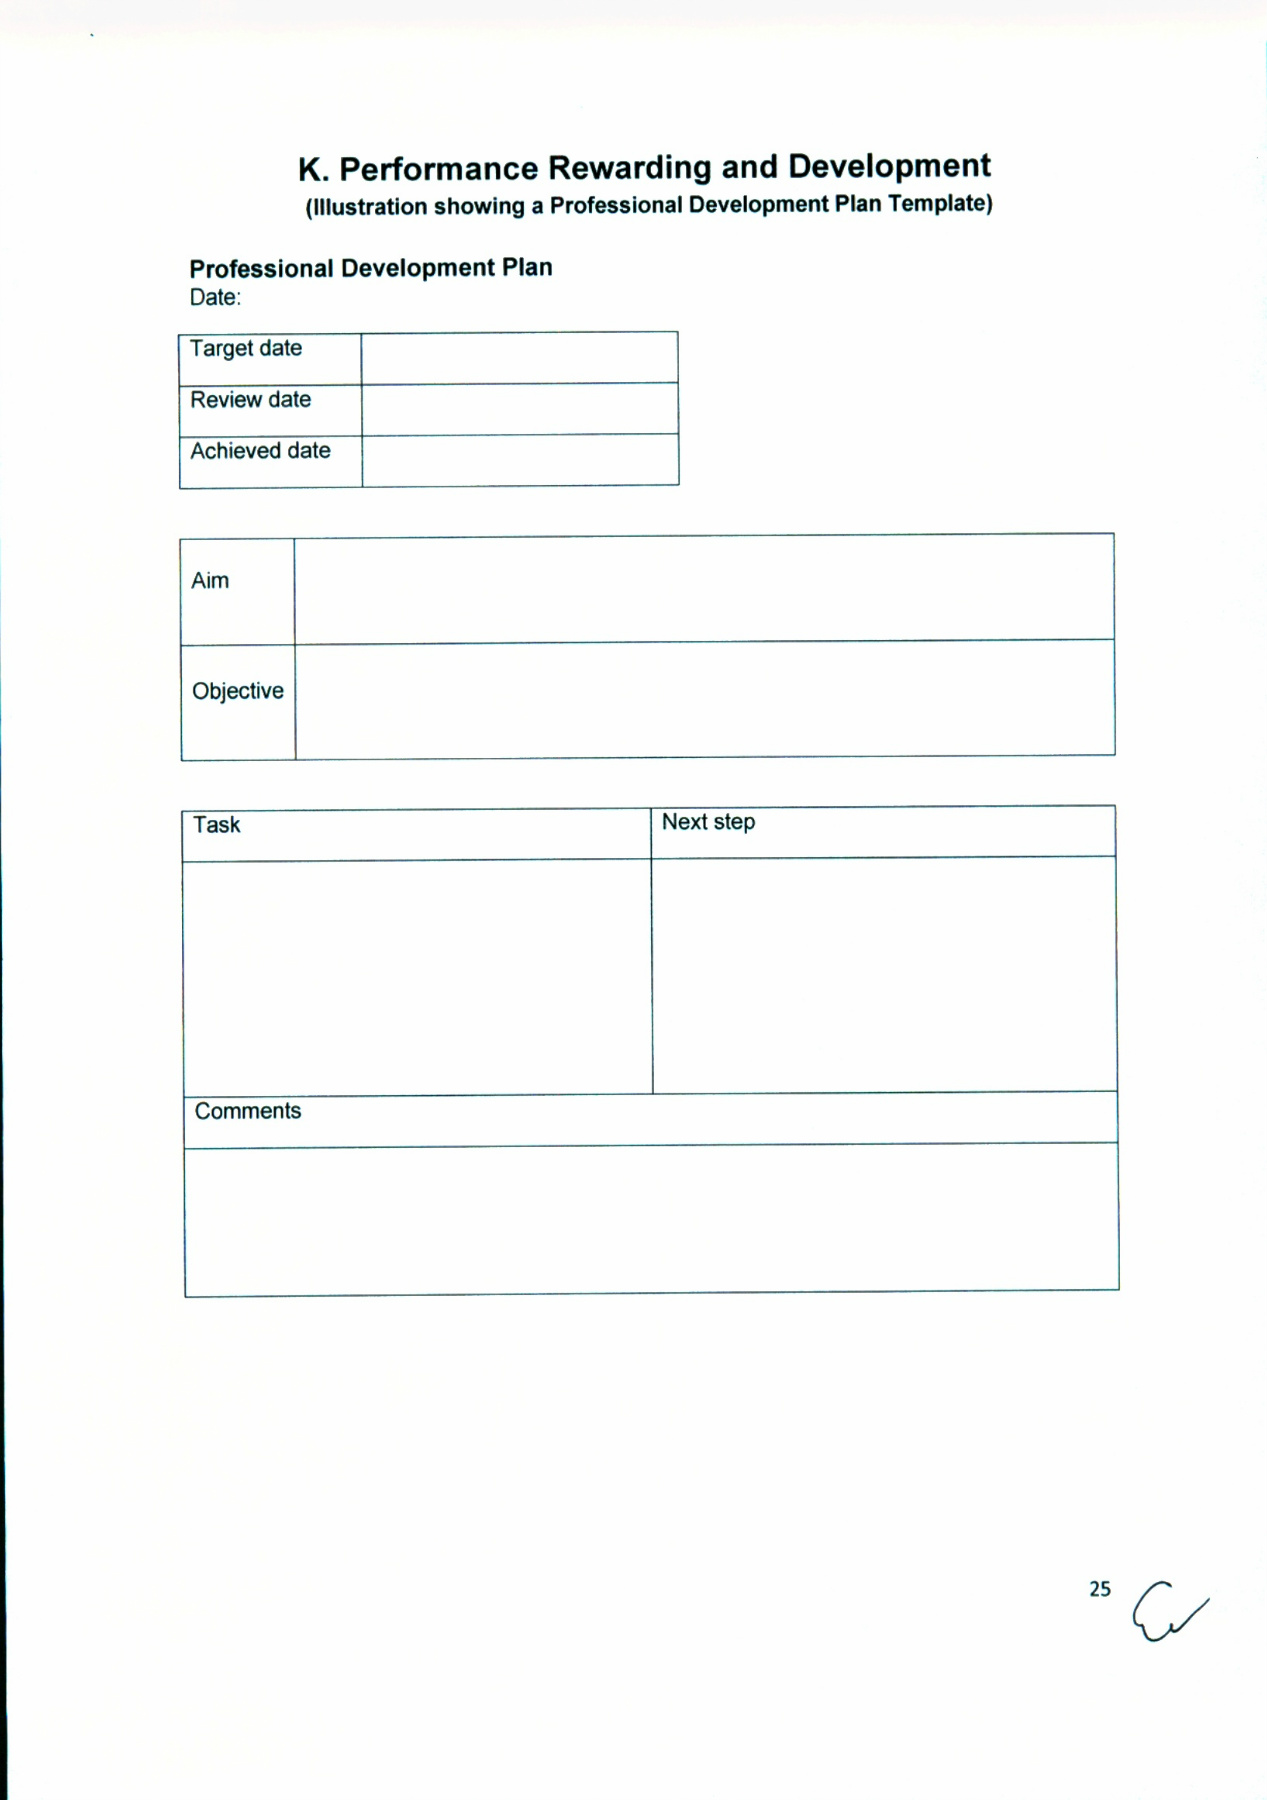 K. Performance Rewarding and Development
(Illustration showing a Professional Development Plan Template)
Professional Development Plan
Date:
Target date
Review date
Achieved date
Aim
Objective
Task Next step
Comments
25